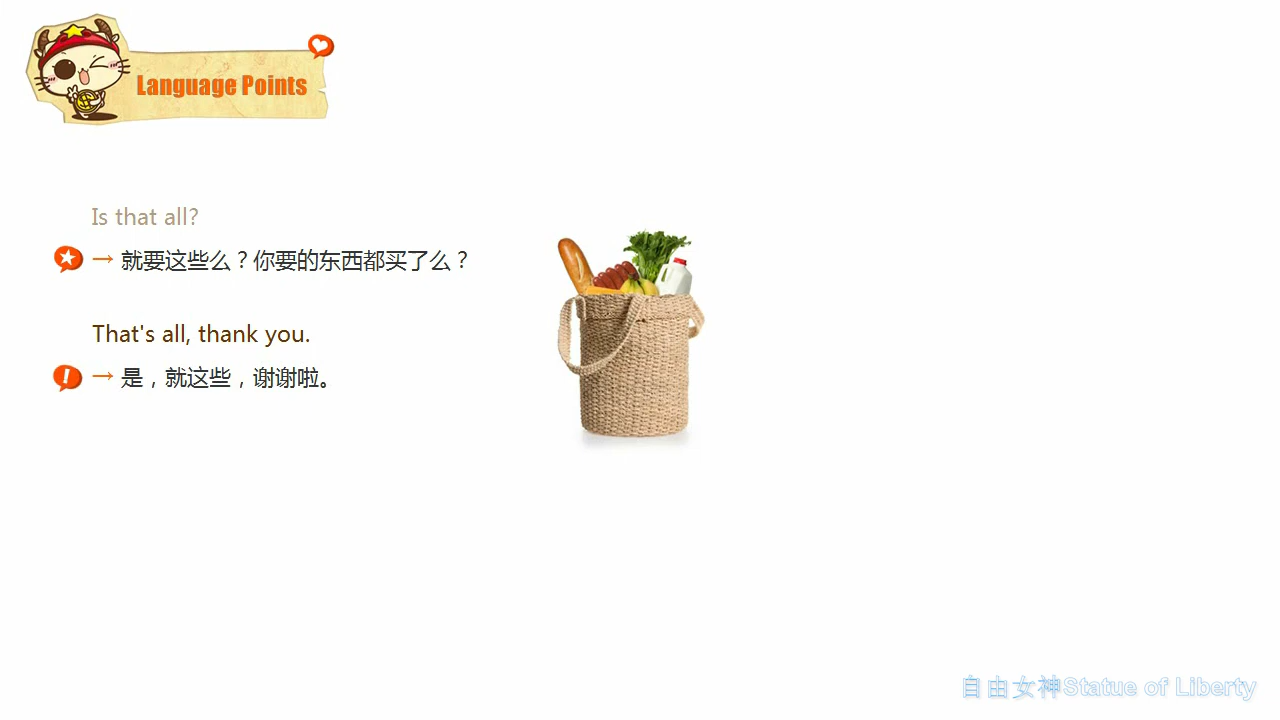 Language Points
Is that all?
→ 就要这些么？你要的东西都买了么？
That's all, thank you.
→ 是，就这些，谢谢啦。
自由女神Statue of Liberty